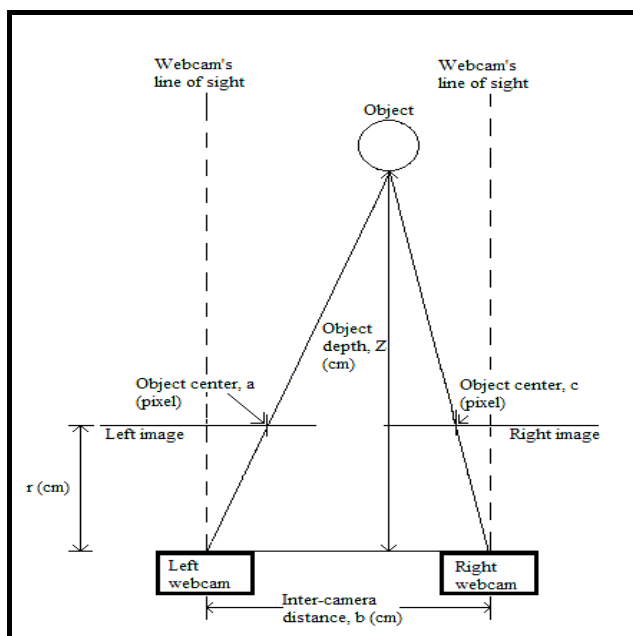 Webcam's
line of sight
Webcam's
line of sight
Object
Object
depth, Z
(cm)
Object center, a
(pixel)
Object center, c
(pixel)
Left image
Right image
r (cm)
Left
webcam
Right
webcam
Inter-camera
distance, b (cm)